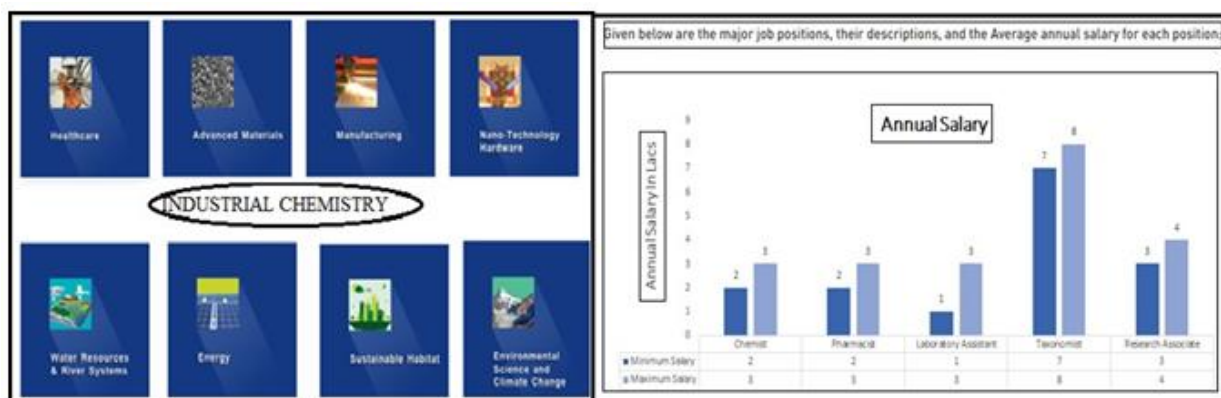 Healthcare
Advanced Materials
Manufacturing
Nano-Technology
Hardware
INDUSTRIAL CHEMISTRY
Water Resources
& River Systems
Energy
Sustainable Habitat
Environmental
Science and
Climate Change
Given below are the major job positions, their descriptions, and the Average annual salary for each position:
Annual Salary
Annual Salary In Lacs
9
8
7
6
5
4
3
2
1
0
2 3 2 3 1 3 7 8 3 4
Chemist Pharmacist Laboratory Assistant Taxonomist Research Associate
Minimum Salary 2 2 1 7 3
Maximum Salary 3 3 3 8 4